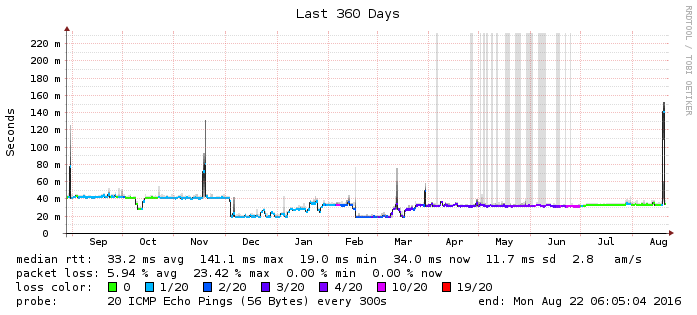 Last 360 Days
RRDTOOL / TOBI OETIKER
Seconds
220 m
200 m
180 m
160 m
140 m
120 m
100 m
80 m
60 m
40 m
20 m
0
Sep Oct Nov Dec Jan Feb Mar Apr May Jun Jul Aug
median rtt: 33.2 ms avg 141.1 ms max 19.0 ms min 34.0 ms now 11.7 ms sd 2.8 am/s
packet loss: 5.94 % avg 23.42 % max 0.00 % min 0.00 % now
loss color: 0 1/20 2/20 3/20 4/20 10/20 19/20
probe: 20 ICMP Echo Pings (56 Bytes) every 300s end: Mon Aug 22 06:05:04 2016